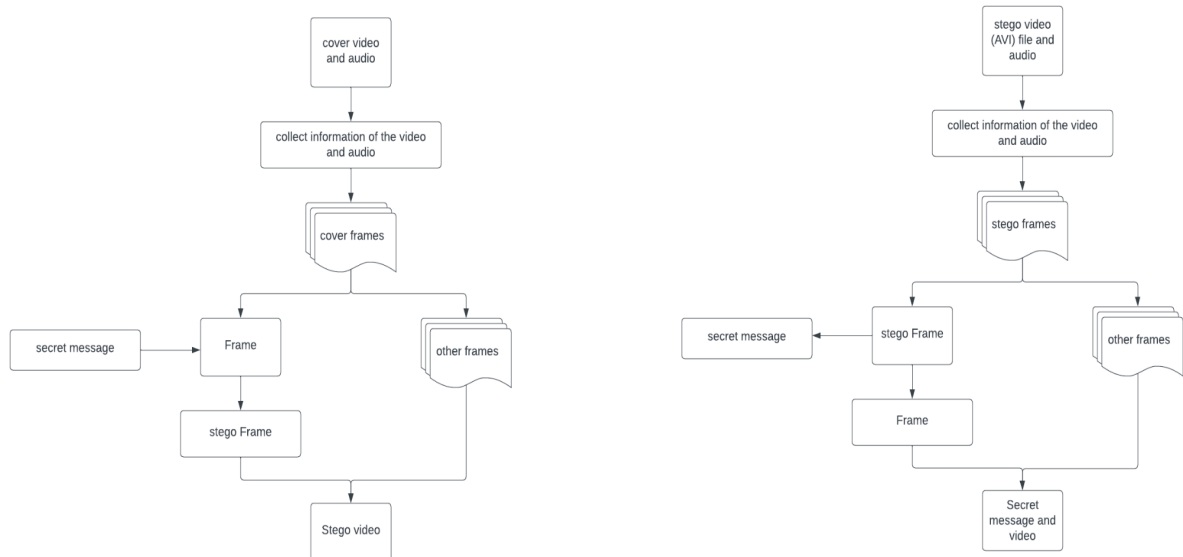 cover video
and audio
collect information of the video
and audio
cover frames
secret message
Frame
other frames
stego Frame
Stego video
stego video
(AVI) file and
audio
collect information of the video
and audio
stego frames
secret message
stego Frame
other frames
Frame
Secret
message and
video